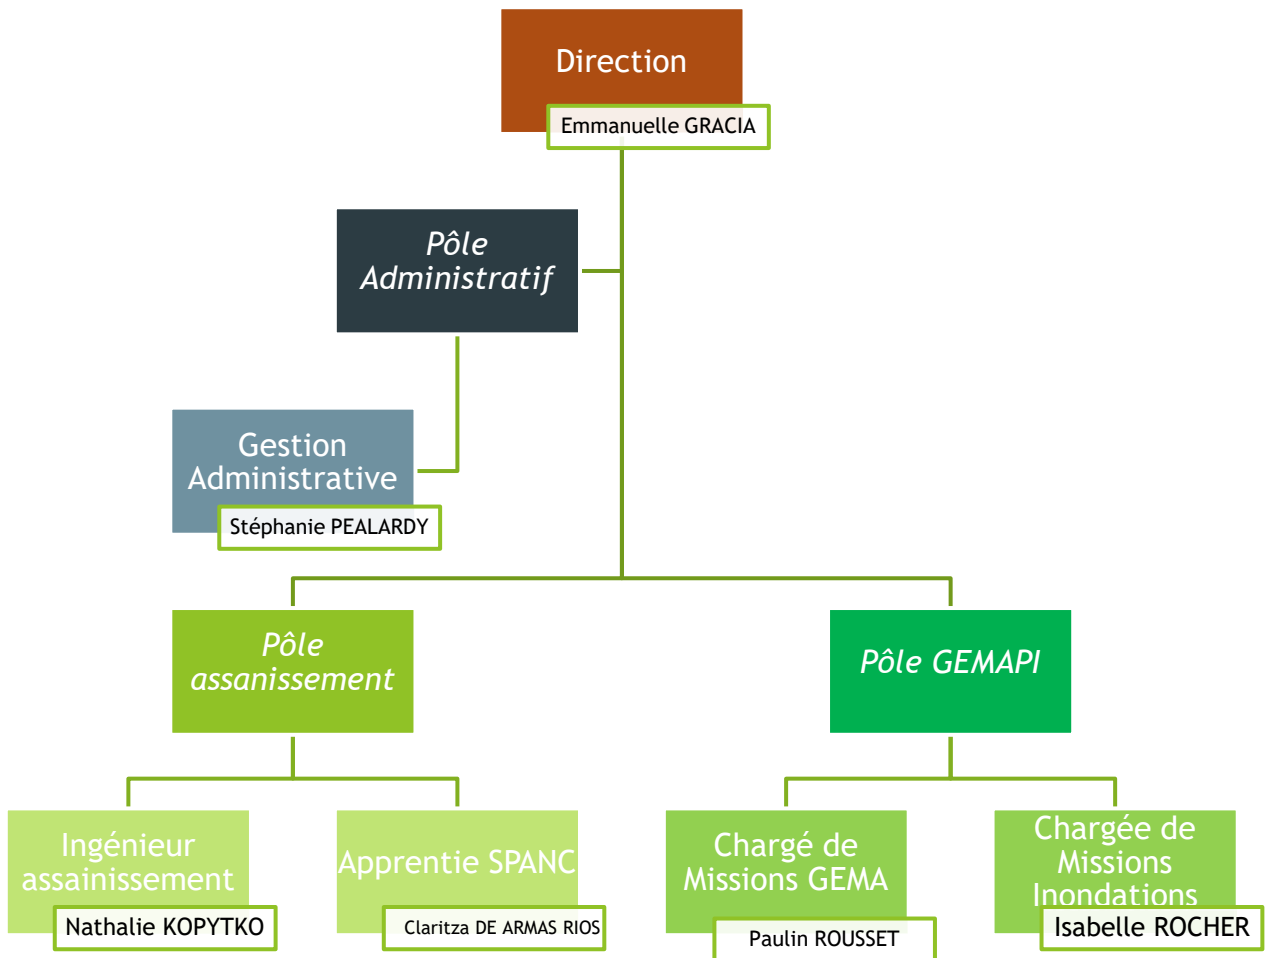 Direction
Emmanuelle GRACIA
Pôle
Administratif
Gestion
Administrative
Stéphanie PEALARDY
Pôle
assanissement
Pôle GEMAPI
Ingénieur
assainissement
Nathalie KOPYTKO
Apprentie SPANC
Claritza DE ARMAS RIOS
Chargé de
Missions GEMA
Paulin ROUSSET
Chargée de
Missions
Inondations
Isabelle ROCHER